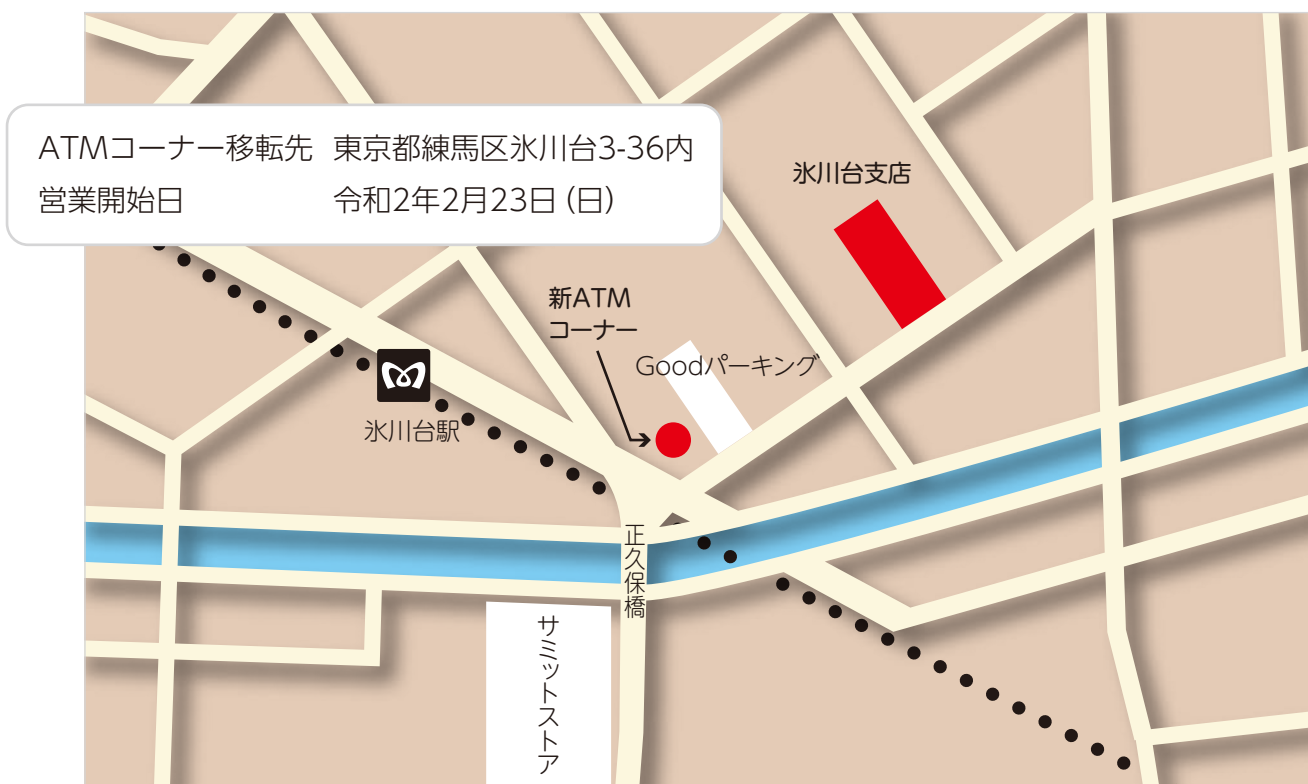 ATMコーナー移転先 東京都練馬区氷川台3-36内
営業開始日 令和2年2月23日(日)
氷川台支店
新ATM
コーナー
Goodパーキング
氷川台駅
正久保橋
サミットストア